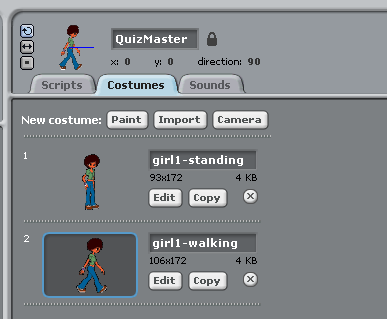 QuizMaster
x: 0 y: 0 direction: 90
Scripts Costumes Sounds
New costume: Paint Import Camera
1
girl1-standing
93x172 4 KB
Edit Copy
2
girl1-walking
106x172 4 KB
Edit Copy